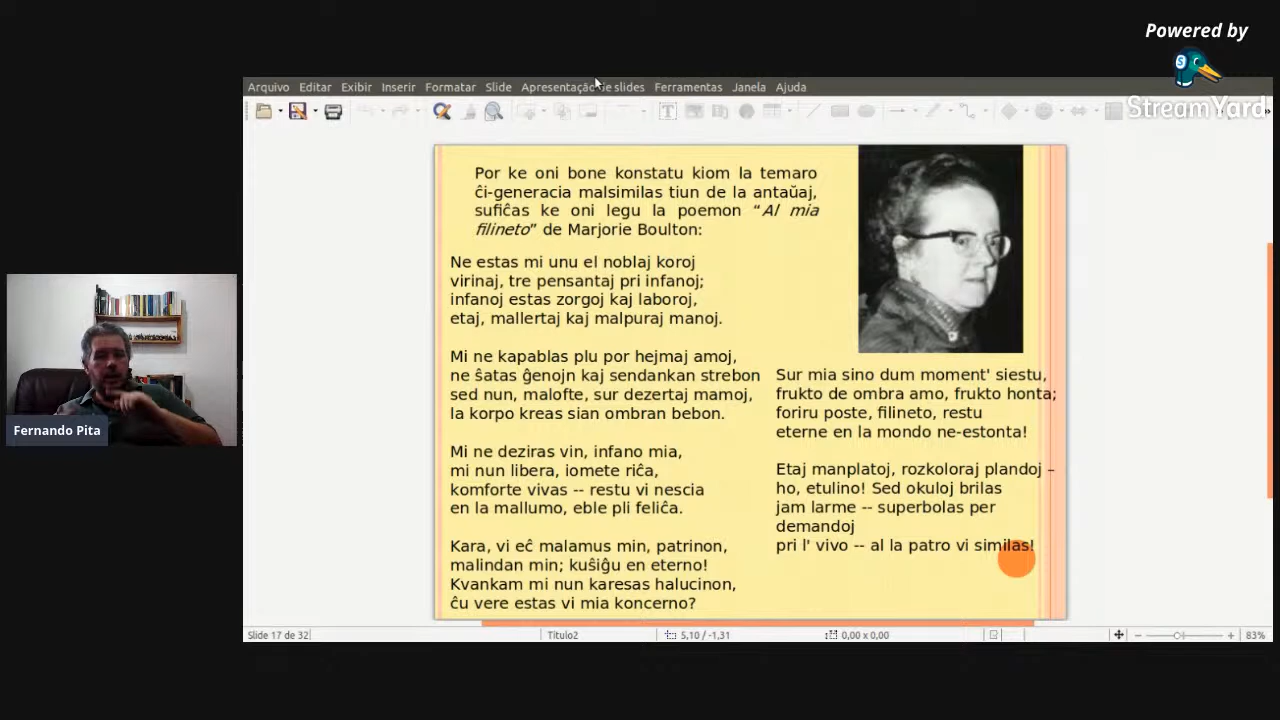 Powered by
StreamYard
Arquivo Editar Exibir Inserir Formatar Slide Apresentação de slides Ferramentas Janela Ajuda
Por ke oni bone konstatu kiom la temaro
ĉi-generacia malsimilas tiun de la antaŭaj,
sufiĉas ke oni legu la poemon “Al mia
filineto” de Marjorie Boulton:
Ne estas mi unu el noblaj koroj
virinaj, tre pensantaj pri infanoj;
infanoj estas zorgoj kaj laboroj,
etaj, mallertaj kaj malpuraj manoj.
Mi ne kapablas plu por hejmaj amoj,
ne ŝatas ĝenojn kaj sendankan strebon
sed nun, malofte, sur dezertaj mamoj,
la korpo kreas sian ombran bebon.
Mi ne deziras vin, infano mia,
mi nun libera, iomete riĉa,
komforte vivas -- restu vi nescia
en la mallumo, eble pli feliĉa.
Kara, vi eĉ malamus min, patrinon,
malindan min; kuŝiĝu en eterno!
Kvankam mi nun karesas halucinon,
ĉu vere estas vi mia koncerno?
Sur mia sino dum moment' siestu,
frukto de ombra amo, frukto honta;
foriru poste, filineto, restu
eterne en la mondo ne-estonta!
Etaj manplatoj, rozkoloraj plandoj –
ho, etulino! Sed okuloj brilas
jam larme -- superbolas per
demandoj
pri l' vivo -- al la patro vi similas!
Fernando Pita
Slide 17 de 32 Título2 5,10 / -1,31 0,00 x 0,00 83%